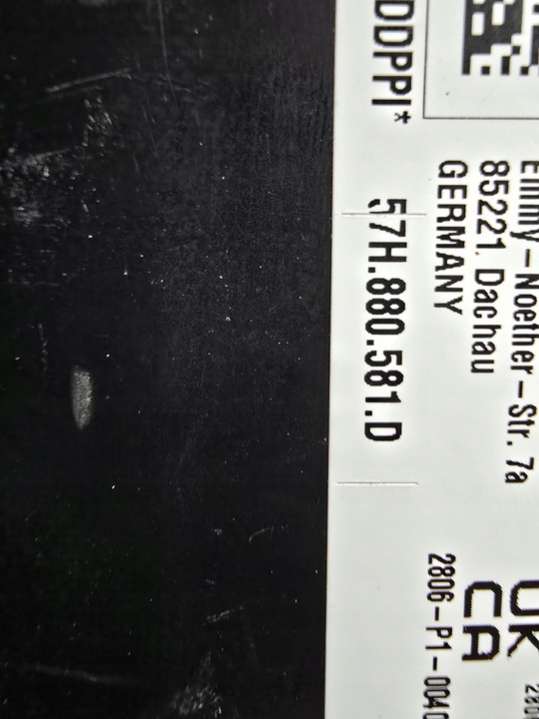 Emmy-Noether-Str. 7a
85221 Dachau
GERMANY
DDPPI*
57H.880.581.D
UK
CA
2806-P1-004